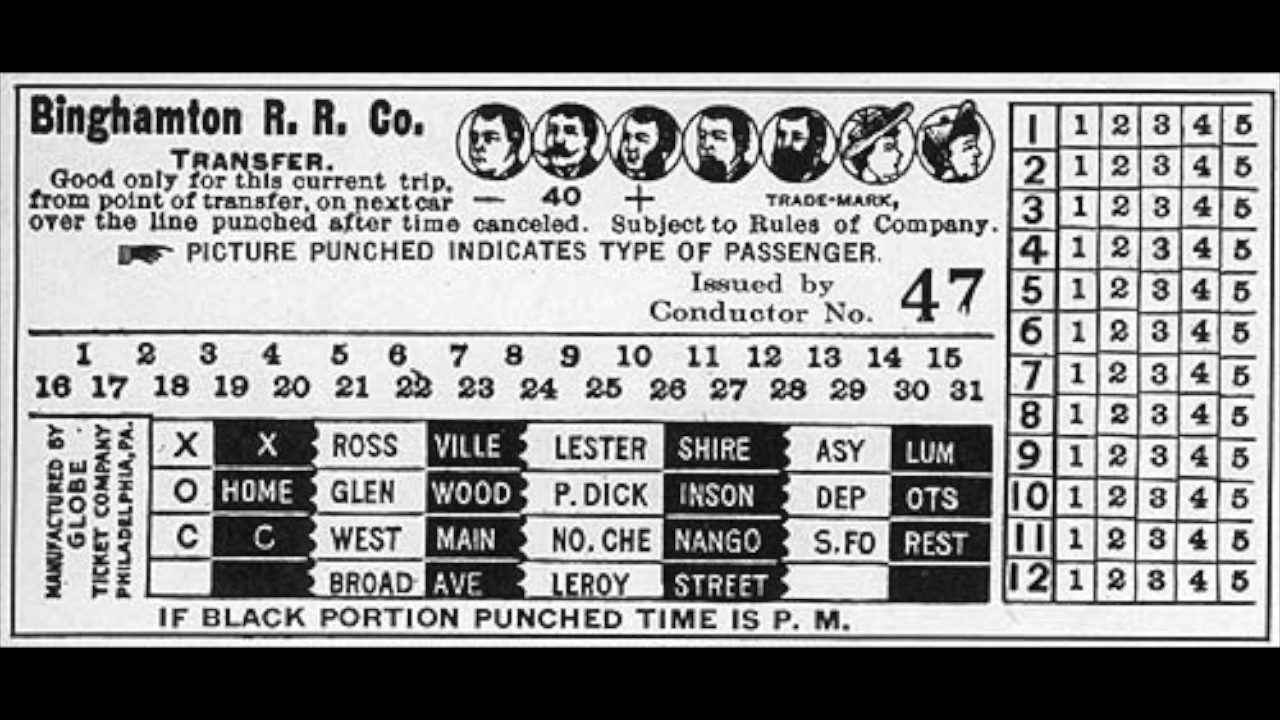 Binghamton R. R. Co.
TRANSFER.
Good only for this current trip,
from point of transfer, on next car — 40 + TRADE-MARK,
over the line punched after time canceled. Subject to Rules of Company.
PICTURE PUNCHED INDICATES TYPE OF PASSENGER.
Issued by
Conductor No. 47
1 2 3 4 5 6 7 8 9 10 11 12 13 14 15
16 17 18 19 20 21 22 23 24 25 26 27 28 29 30 31
MANUFACTURED BY
GLOBE
TICKET COMPANY
PHILADELPHIA, PA.
X X ROSS VILLE LESTER SHIRE ASY LUM
O HOME GLEN WOOD P. DICK INSON DEP OTS
C C WEST MAIN NO. CHE NANGO S. FO REST
BROAD AVE LEROY STREET
IF BLACK PORTION PUNCHED TIME IS P. M.
1 1 2 3 4 5
2 1 2 3 4 5
3 1 2 3 4 5
4 1 2 3 4 5
5 1 2 3 4 5
6 1 2 3 4 5
7 1 2 3 4 5
8 1 2 3 4 5
9 1 2 3 4 5
10 1 2 3 4 5
11 1 2 3 4 5
12 1 2 3 4 5